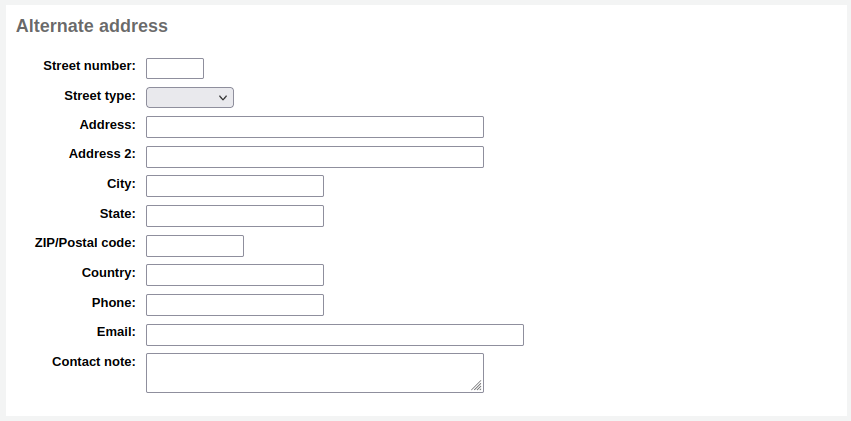 Alternate address
Street number:
Street type:
Address:
Address 2:
City:
State:
ZIP/Postal code:
Country:
Phone:
Email:
Contact note: